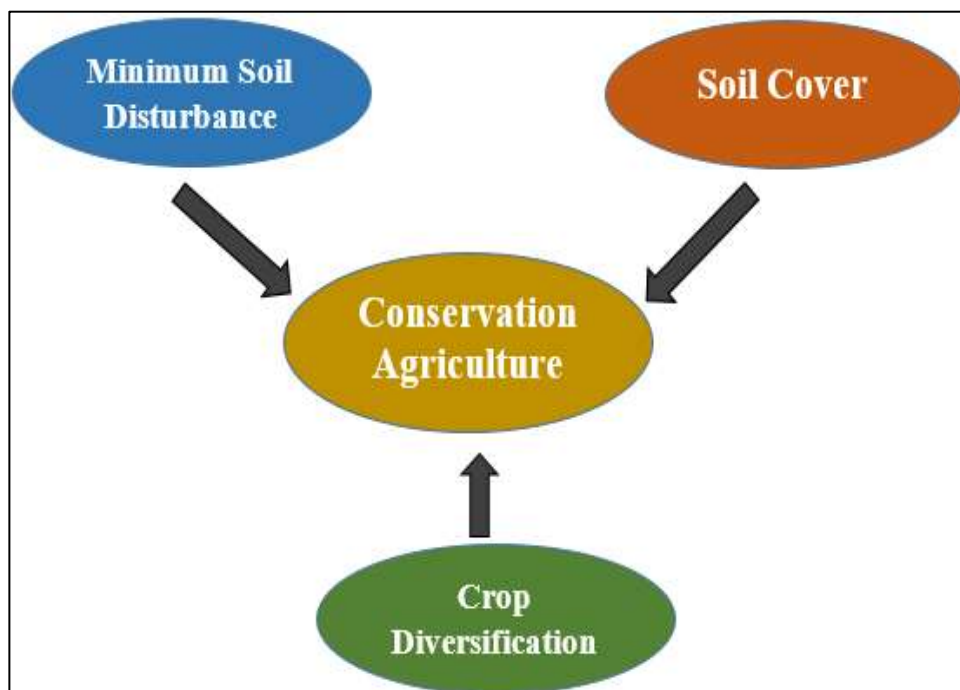 Minimum Soil
Disturbance
Soil Cover
Conservation
Agriculture
Crop
Diversification